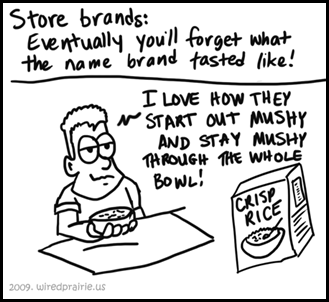 Store brands:
Eventually you'll forget what
the name brand tasted like!
I LOVE HOW THEY
START OUT MUSHY
AND STAY MUSHY
THROUGH THE WHOLE
BOWL!
CRISP
RICE
2009. wiredprairie.us